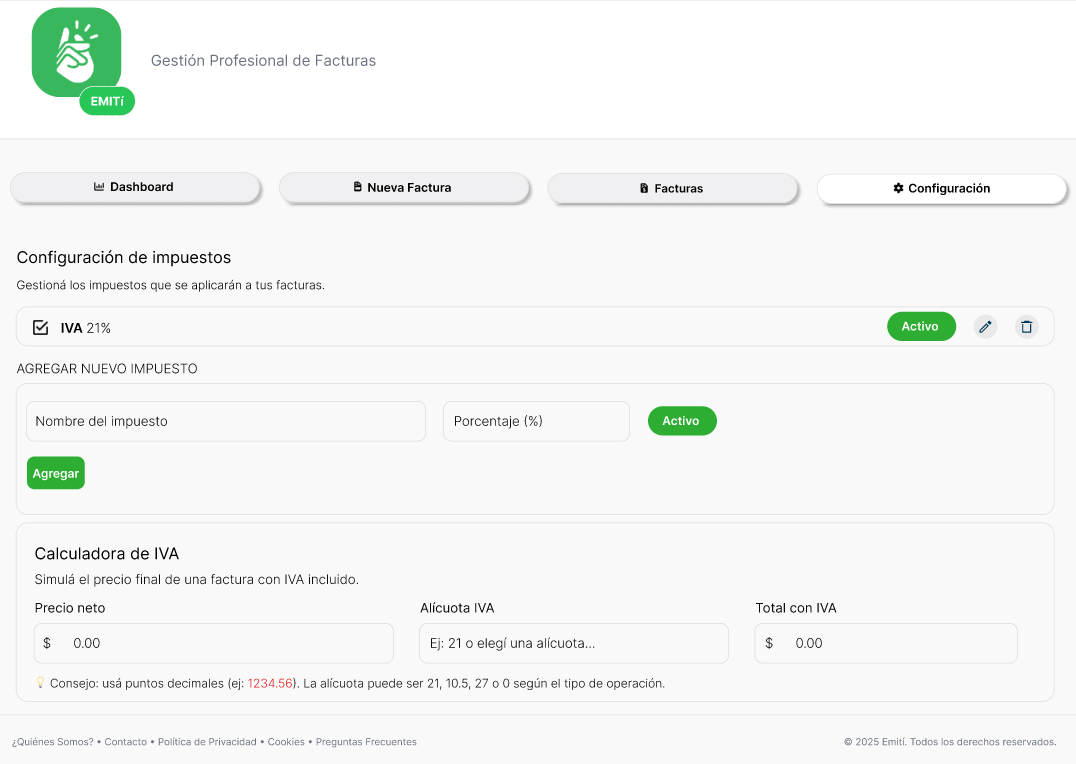 Gestión Profesional de Facturas
EMITí
Dashboard
Nueva Factura
Facturas
Configuración
Configuración de impuestos
Gestioná los impuestos que se aplicarán a tus facturas.
IVA 21%
Activo
AGREGAR NUEVO IMPUESTO
Nombre del impuesto
Porcentaje (%)
Activo
Agregar
Calculadora de IVA
Simulá el precio final de una factura con IVA incluido.
Precio neto
Alícuota IVA
Total con IVA
$ 0.00
Ej: 21 o elegí una alícuota...
$ 0.00
Consejo: usá puntos decimales (ej: 1234.56). La alícuota puede ser 21, 10.5, 27 o 0 según el tipo de operación.
¿Quiénes Somos? • Contacto • Política de Privacidad • Cookies • Preguntas Frecuentes
© 2025 Emití. Todos los derechos reservados.